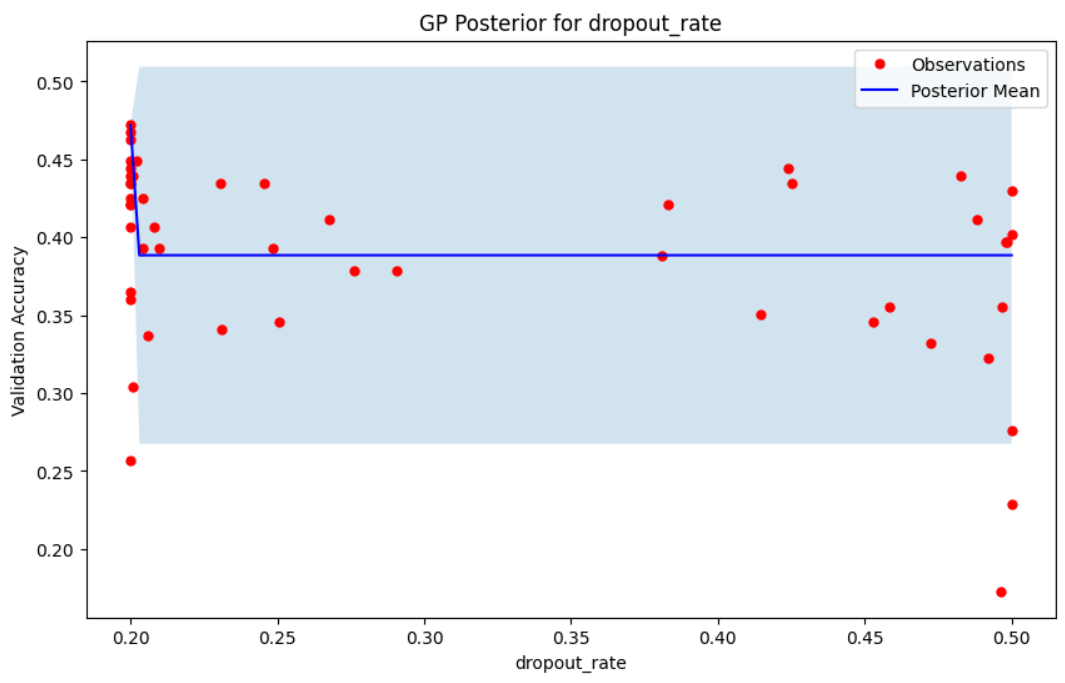 GP Posterior for dropout_rate
Observations
Posterior Mean
Validation Accuracy
0.50
0.45
0.40
0.35
0.30
0.25
0.20
0.20 0.25 0.30 0.35 0.40 0.45 0.50
dropout_rate